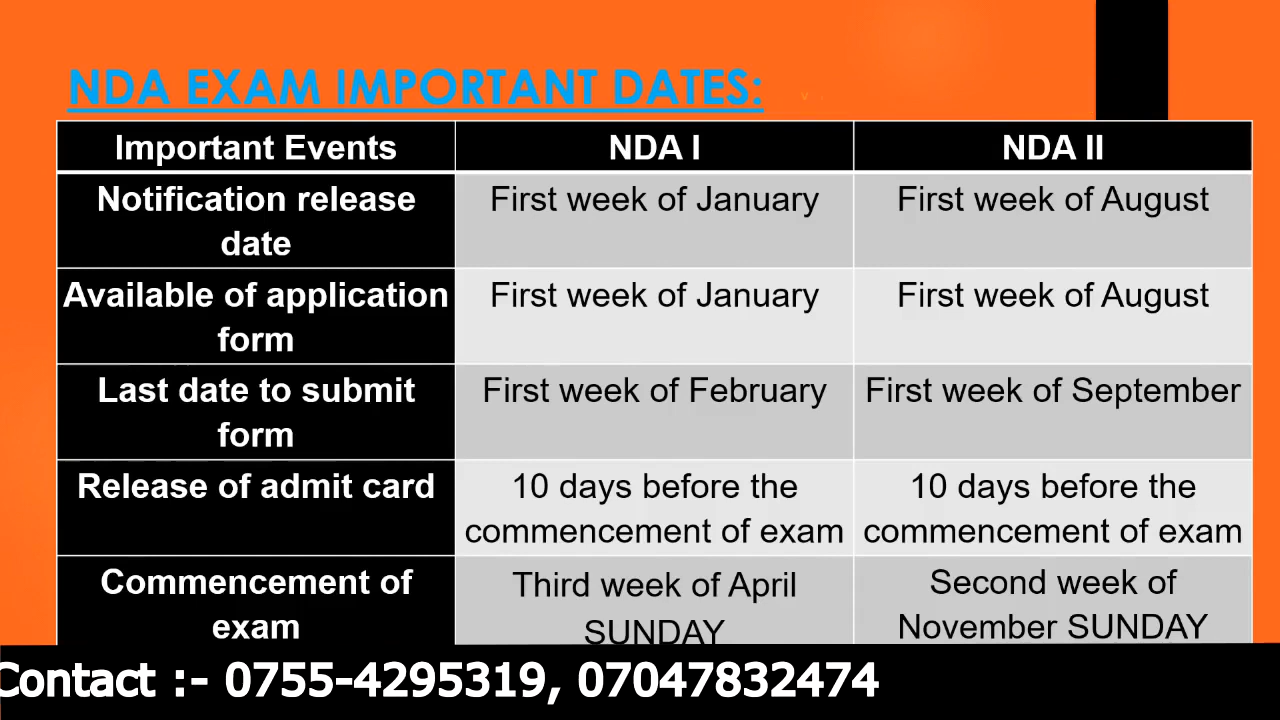 NDA EXAM IMPORTANT DATES:
Important Events NDA I NDA II
Notification release date First week of January First week of August
Available of application form First week of January First week of August
Last date to submit form First week of February First week of September
Release of admit card 10 days before the commencement of exam 10 days before the commencement of exam
Commencement of exam Third week of April SUNDAY Second week of November SUNDAY
Contact :- 0755-4295319, 07047832474